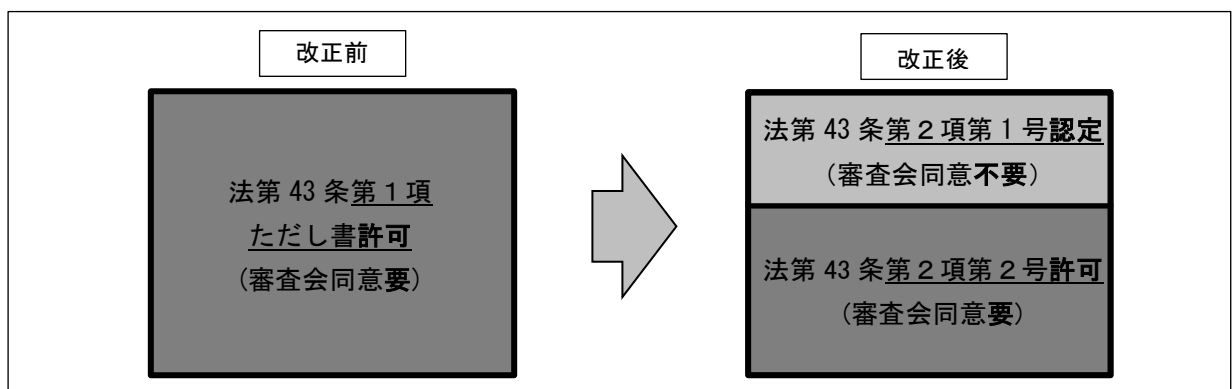 改正前
法第 43 条第１項
ただし書許可
（審査会同意要）
改正後
法第 43 条第２項第１号認定
（審査会同意不要）
法第 43 条第２項第２号許可
（審査会同意要）